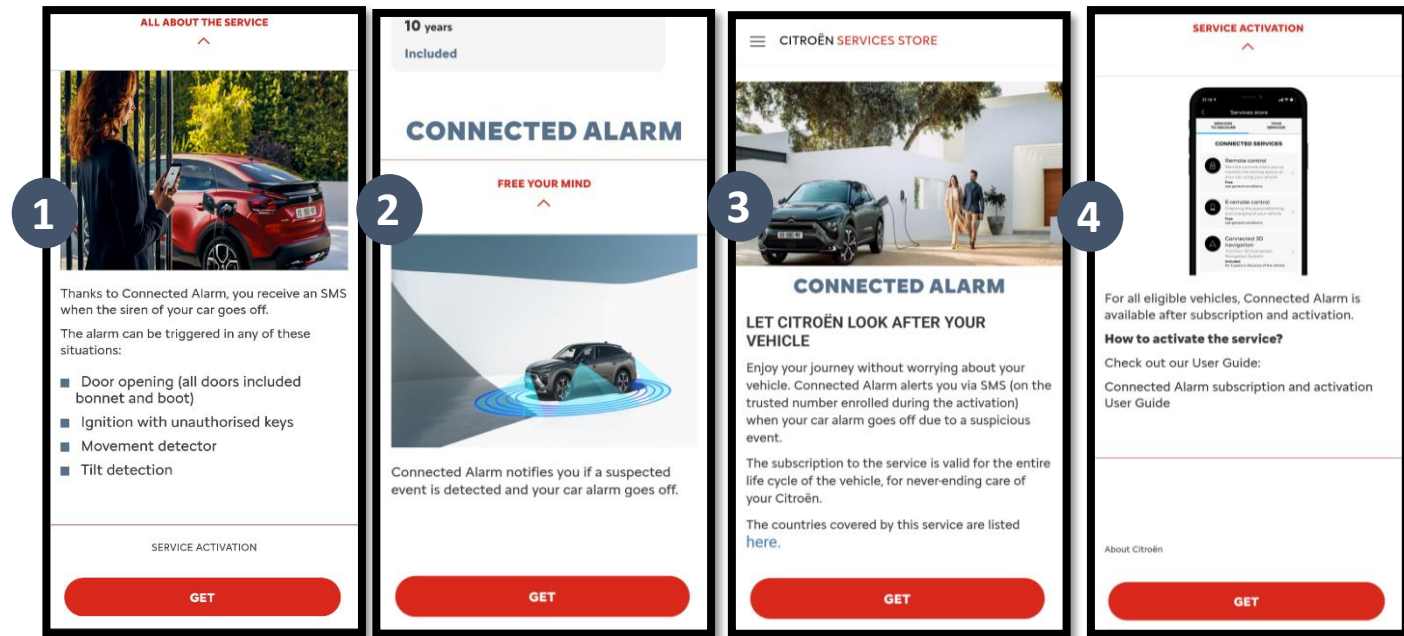 1
ALL ABOUT THE SERVICE
Thanks to Connected Alarm, you receive an SMS
when the siren of your car goes off.
The alarm can be triggered in any of these
situations:
Door opening (all doors included
bonnet and boot)
Ignition with unauthorised keys
Movement detector
Tilt detection
SERVICE ACTIVATION
GET
2
10 years
Included
CONNECTED ALARM
FREE YOUR MIND
Connected Alarm notifies you if a suspected
event is detected and your car alarm goes off.
GET
3
CITROËN SERVICES STORE
CONNECTED ALARM
LET CITROËN LOOK AFTER YOUR
VEHICLE
Enjoy your journey without worrying about your
vehicle. Connected Alarm alerts you via SMS (on the
trusted number enrolled during the activation)
when your car alarm goes off due to a suspicious
event.
The subscription to the service is valid for the entire
life cycle of the vehicle, for never-ending care of
your Citroën.
The countries covered by this service are listed
here.
GET
4
SERVICE ACTIVATION
Services store
CONNECTED SERVICES
Remote control
Free
E-remote control
Free
Connected 3D
navigation
Included
For all eligible vehicles, Connected Alarm is
available after subscription and activation.
How to activate the service?
Check out our User Guide:
Connected Alarm subscription and activation
User Guide
About Citroën
GET